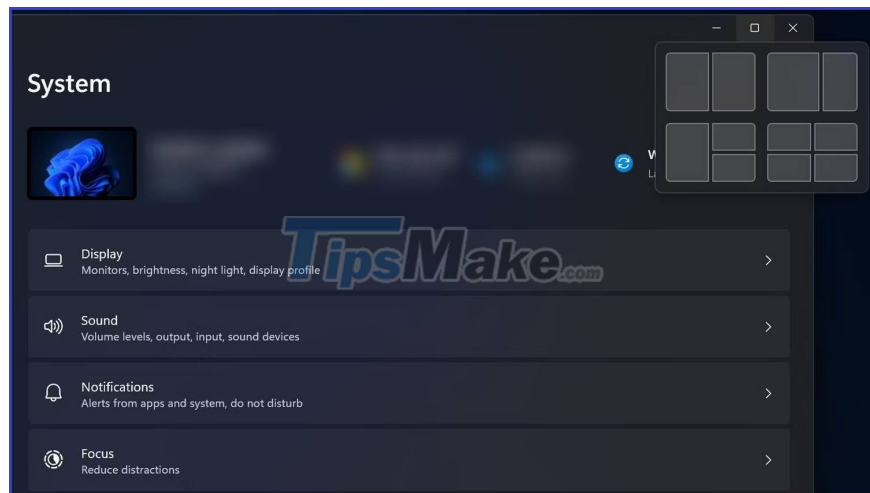 System
TipsMake.com
Display
Monitors, brightness, night light, display profile
Sound
Volume levels, output, input, sound devices
Notifications
Alerts from apps and system, do not disturb
Focus
Reduce distractions